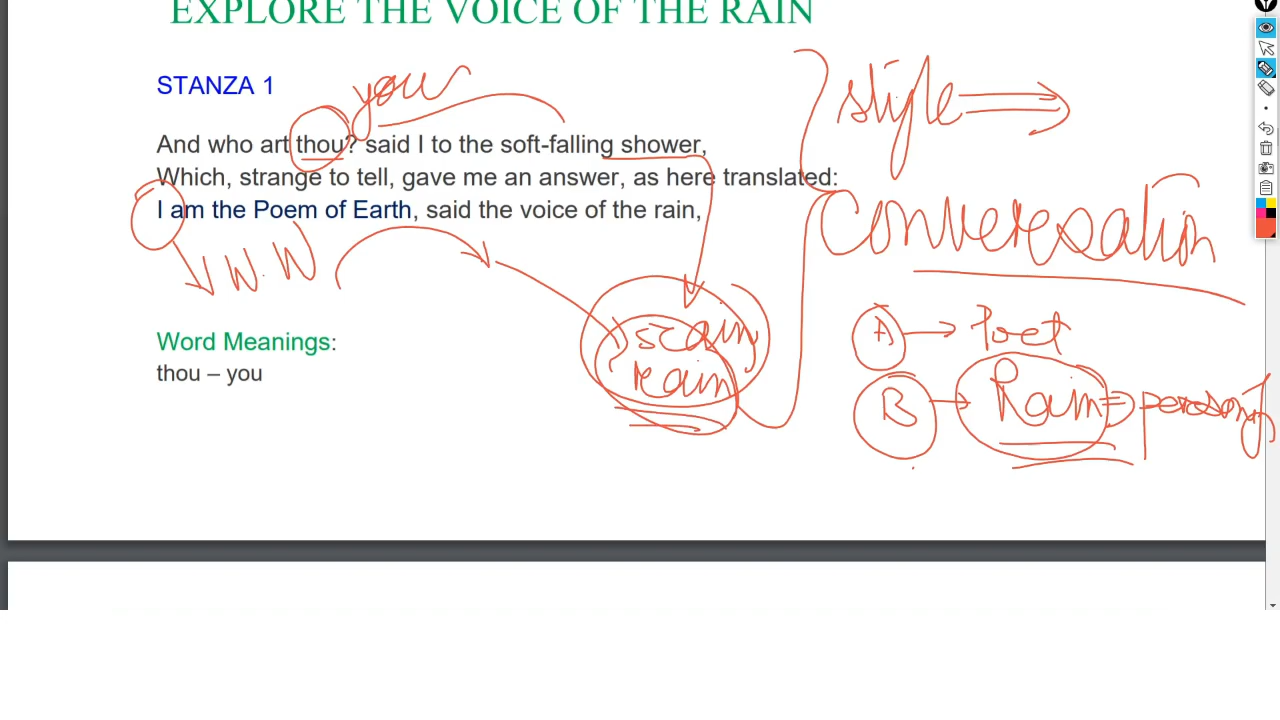 EXPLORE THE VOICE OF THE RAIN
STANZA 1
you
style
And who art thou? said I to the soft-falling shower,
Which, strange to tell, gave me an answer, as here translated:
I am the Poem of Earth, said the voice of the rain,
conversation
A → Poet
B → Rain ⇒
rain
Word Meanings:
thou – you